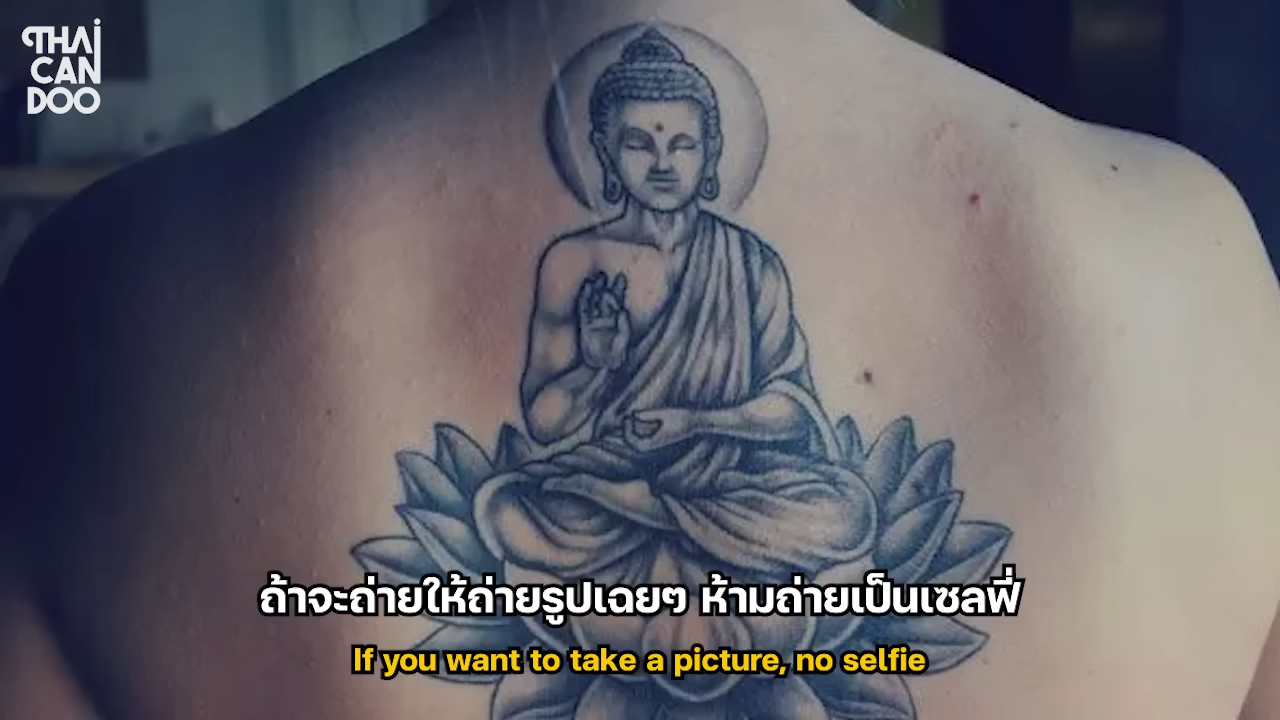 THAI
CAN
DOO
ถ้าจะถ่ายให้ถ่ายรูปเฉยๆ ห้ามถ่ายเป็นเซลฟี่
If you want to take a picture, no selfie